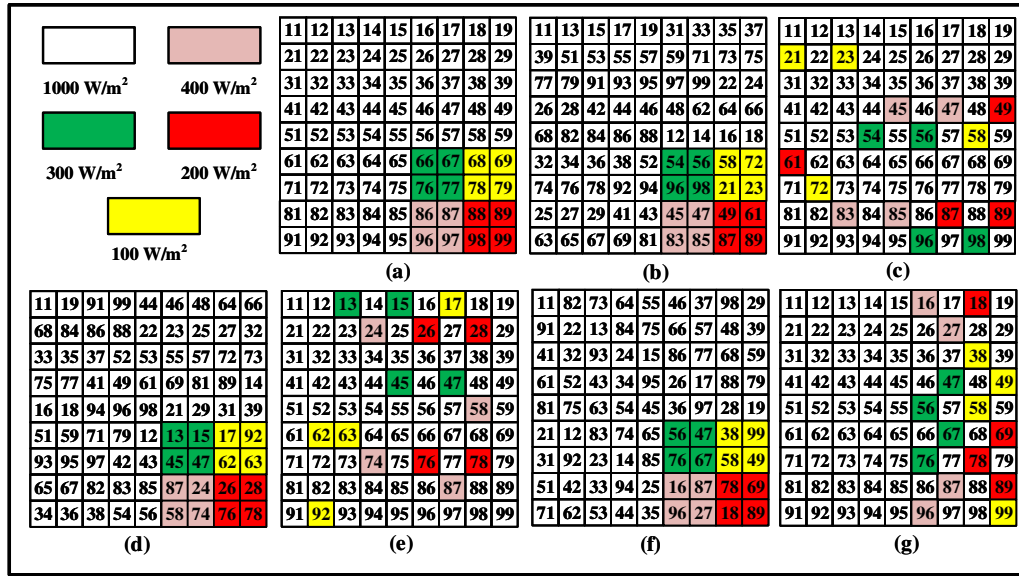 1000 W/m²
400 W/m²
300 W/m²
200 W/m²
100 W/m²
11 12 13 14 15 16 17 18 19
21 22 23 24 25 26 27 28 29
31 32 33 34 35 36 37 38 39
41 42 43 44 45 46 47 48 49
51 52 53 54 55 56 57 58 59
61 62 63 64 65 66 67 68 69
71 72 73 74 75 76 77 78 79
81 82 83 84 85 86 87 88 89
91 92 93 94 95 96 97 98 99
(a)
11 13 15 17 19 31 33 35 37
39 51 53 55 57 59 71 73 75
77 79 91 93 95 97 99 22 24
26 28 42 44 46 48 62 64 66
68 82 84 86 88 12 14 16 18
32 34 36 38 52 54 56 58 72
74 76 78 92 94 96 98 21 23
25 27 29 41 43 45 47 49 61
63 65 67 69 81 83 85 87 89
(b)
11 12 13 14 15 16 17 18 19
21 22 23 24 25 26 27 28 29
31 32 33 34 35 36 37 38 39
41 42 43 44 45 46 47 48 49
51 52 53 54 55 56 57 58 59
61 62 63 64 65 66 67 68 69
71 72 73 74 75 76 77 78 79
81 82 83 84 85 86 87 88 89
91 92 93 94 95 96 97 98 99
(c)
11 19 91 99 44 46 48 64 66
68 84 86 88 22 23 25 27 32
33 35 37 52 53 55 57 72 73
75 77 41 49 61 69 81 89 14
16 18 94 96 98 21 29 31 39
51 59 71 79 12 13 15 17 92
93 95 97 42 43 45 47 62 63
65 67 82 83 85 87 24 26 28
34 36 38 54 56 58 74 76 78
(d)
11 12 13 14 15 16 17 18 19
21 22 23 24 25 26 27 28 29
31 32 33 34 35 36 37 38 39
41 42 43 44 45 46 47 48 49
51 52 53 54 55 56 57 58 59
61 62 63 64 65 66 67 68 69
71 72 73 74 75 76 77 78 79
81 82 83 84 85 86 87 88 89
91 92 93 94 95 96 97 98 99
(e)
11 82 73 64 55 46 37 98 29
91 22 13 84 75 66 57 48 39
41 32 93 24 15 86 77 68 59
61 52 43 34 95 26 17 88 79
81 75 63 54 45 36 97 28 19
21 12 83 74 65 56 47 38 99
31 92 23 14 85 76 67 58 49
51 42 33 94 25 16 87 78 69
71 62 53 44 35 96 27 18 89
(f)
11 12 13 14 15 16 17 18 19
21 22 23 24 25 26 27 28 29
31 32 33 34 35 36 37 38 39
41 42 43 44 45 46 47 48 49
51 52 53 54 55 56 57 58 59
61 62 63 64 65 66 67 68 69
71 72 73 74 75 76 77 78 79
81 82 83 84 85 86 87 88 89
91 92 93 94 95 96 97 98 99
(g)